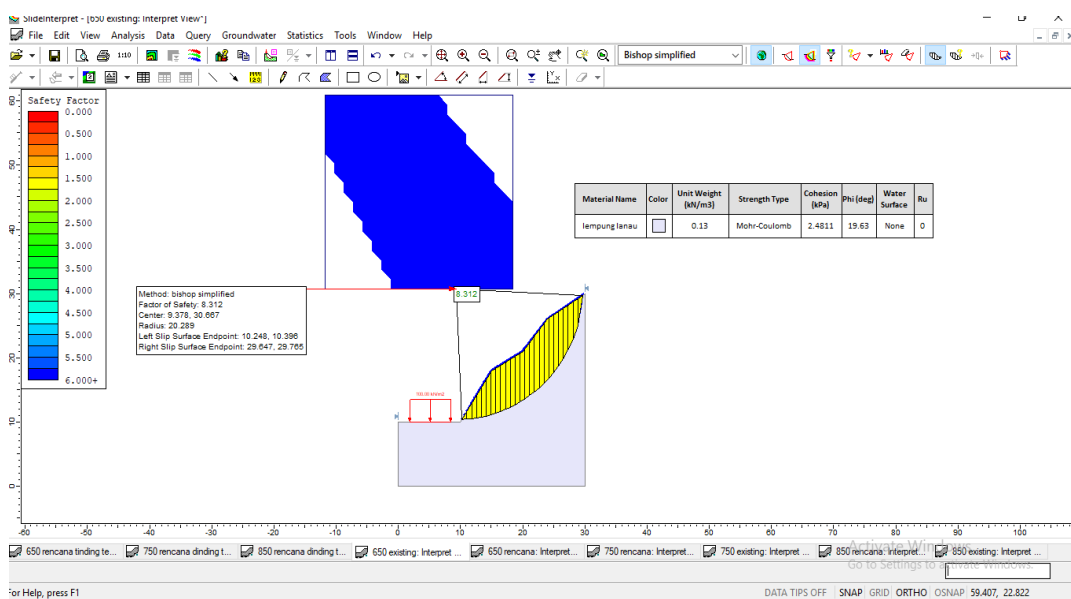 SlideInterpret - [650 existing: Interpret View*]
File Edit View Analysis Data Query Groundwater Statistics Tools Window Help
1:10
Bishop simplified
Safety Factor
0.000
0.500
1.000
1.500
2.000
2.500
3.000
3.500
4.000
4.500
5.000
5.500
6.000+
Material Name Color Unit Weight (kN/m3) Strength Type Cohesion (kPa) Phi (deg) Water Surface Ru
lempung lanau 0.13 Mohr-Coulomb 2.4811 19.63 None 0
Method: bishop simplified
Factor of Safety: 8.312
Center: 9.378, 30.667
Radius: 20.289
Left Slip Surface Endpoint: 10.248, 10.396
Right Slip Surface Endpoint: 29.647, 29.765
8.312
60
50
40
30
20
10
0
-60 -50 -40 -30 -20 -10 0 10 20 30 40 50 60 70 80 90 100
650 rencana tinding te... 750 rencana dinding t... 850 rencana dinding t... 650 existing: Interpret ... 650 rencana: Interpret... 750 rencana: Interpret... 750 existing: Interpret ... 850 rencana: Interpret... 850 existing: Interpret ...
Activate Windows
Go to Settings to activate Windows.
For Help, press F1
DATA TIPS OFF SNAP GRID ORTHO OSNAP 59.407, 22.822